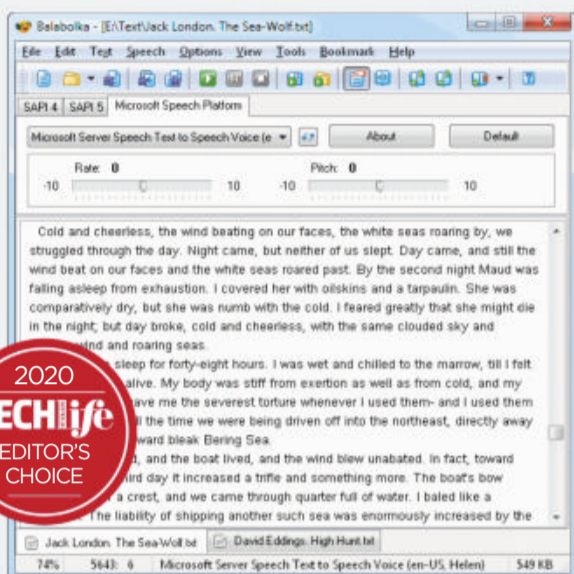 Balabolka - [E:\Text\Jack London. The Sea-Wolf.txt]
File Edit Text Speech Options View Tools Bookmark Help
SAPI 4 SAPI 5 Microsoft Speech Platform
Microsoft Server Speech Text to Speech Voice (e About Default
Rate: 0 Pitch: 0
-10 10 -10 10
Cold and cheerless, the wind beating on our faces, the white seas roaring by, we
struggled through the day. Night came, but neither of us slept. Day came, and still the
wind beat on our faces and the white seas roared past. By the second night Maud was
falling asleep from exhaustion. I covered her with oilskins and a tarpaulin. She was
comparatively dry, but she was numb with the cold. I feared greatly that she might die
in the night; but day broke, cold and cheerless, with the same clouded sky and
wind and roaring seas.
sleep for forty-eight hours. I was wet and chilled to the marrow, till I felt
alive. My body was stiff from exertion as well as from cold, and my
ave me the severest torture whenever I used them- and I used them
ll the time we were being driven off into the northeast, directly away
ward bleak Bering Sea.
, and the boat lived, and the wind blew unabated. In fact, toward
ird day it increased a trifle and something more. The boat's bow
a crest, and we came through quarter full of water. I baled like a
The liability of shipping another such sea was enormously increased by the
2020
ECHlife
EDITOR'S
CHOICE
Jack London. The Sea-Wolf.txt David Eddings. High Hunt.txt
74% 5643: 6 Microsoft Server Speech Text to Speech Voice (en-US, Helen) 549 KB